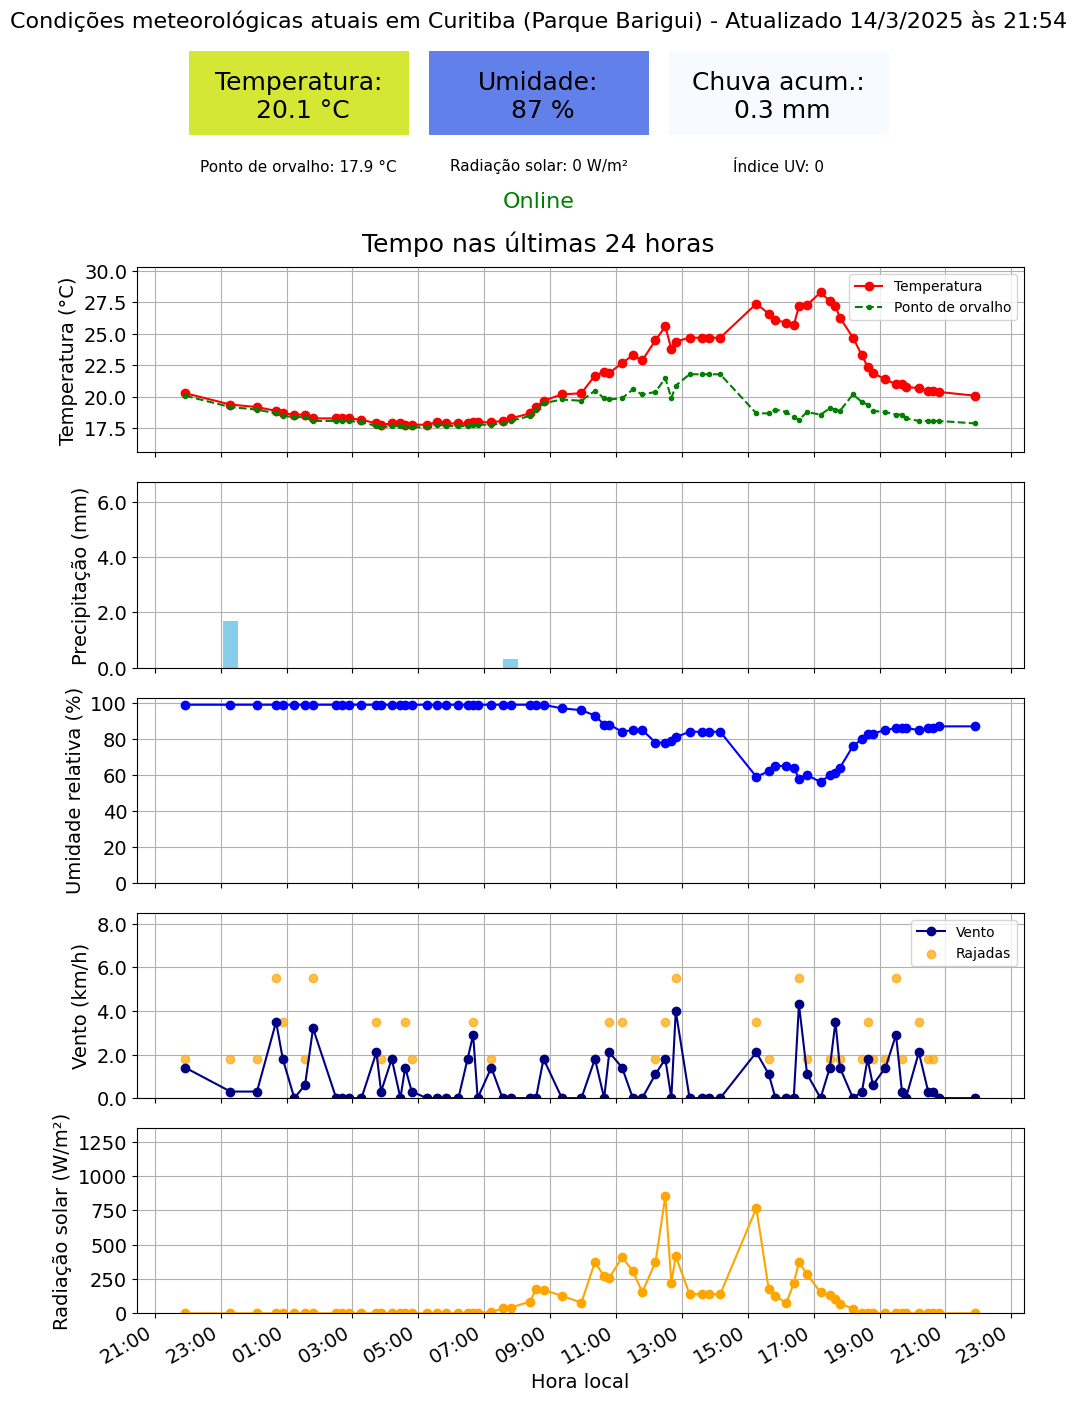 Condições meteorológicas atuais em Curitiba (Parque Barigui) - Atualizado 14/3/2025 às 21:54
Temperatura:
20.1 °C
Umidade:
87 %
Chuva acum.:
0.3 mm
Ponto de orvalho: 17.9 °C
Radiação solar: 0 W/m²
Índice UV: 0
Online
Tempo nas últimas 24 horas
Temperatura (°C)
30.0
27.5
25.0
22.5
20.0
17.5
Temperatura
Ponto de orvalho
Precipitação (mm)
6.0
4.0
2.0
0.0
Umidade relativa (%)
100
80
60
40
20
0
Vento (km/h)
8.0
6.0
4.0
2.0
0.0
Vento
Rajadas
Radiação solar (W/m²)
1250
1000
750
500
250
0
21:00
23:00
01:00
03:00
05:00
07:00
09:00
11:00
13:00
15:00
17:00
19:00
21:00
23:00
Hora local